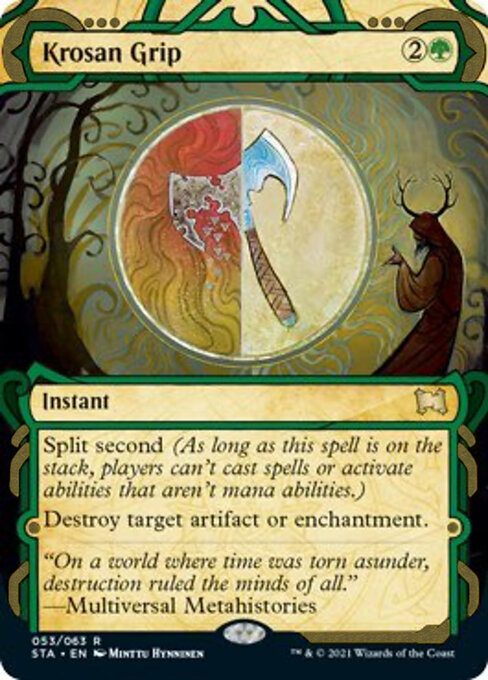 Krosan Grip
2
Instant
Split second (As long as this spell is on the
stack, players can't cast spells or activate
abilities that aren't mana abilities.)
Destroy target artifact or enchantment.
"On a world where time was torn asunder,
destruction ruled the minds of all."
—Multiversal Metahistories
053/063 R
STA • EN Minttu Hynninen
™ & © 2021 Wizards of the Coast